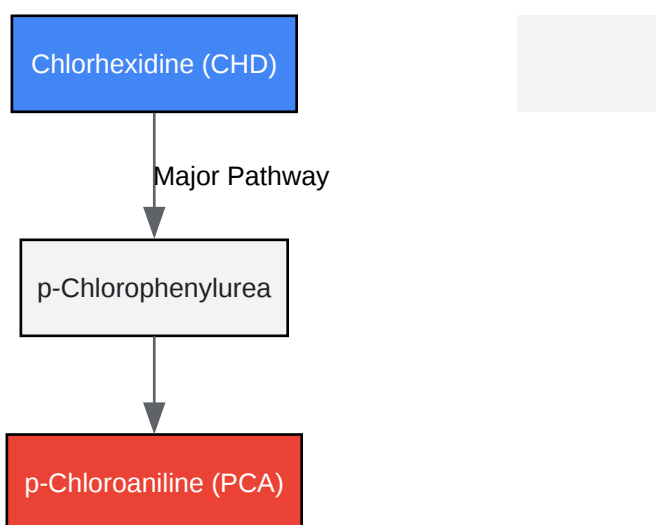 Chlorhexidine (CHD)
Major Pathway
p-Chlorophenylurea
p-Chloroaniline (PCA)